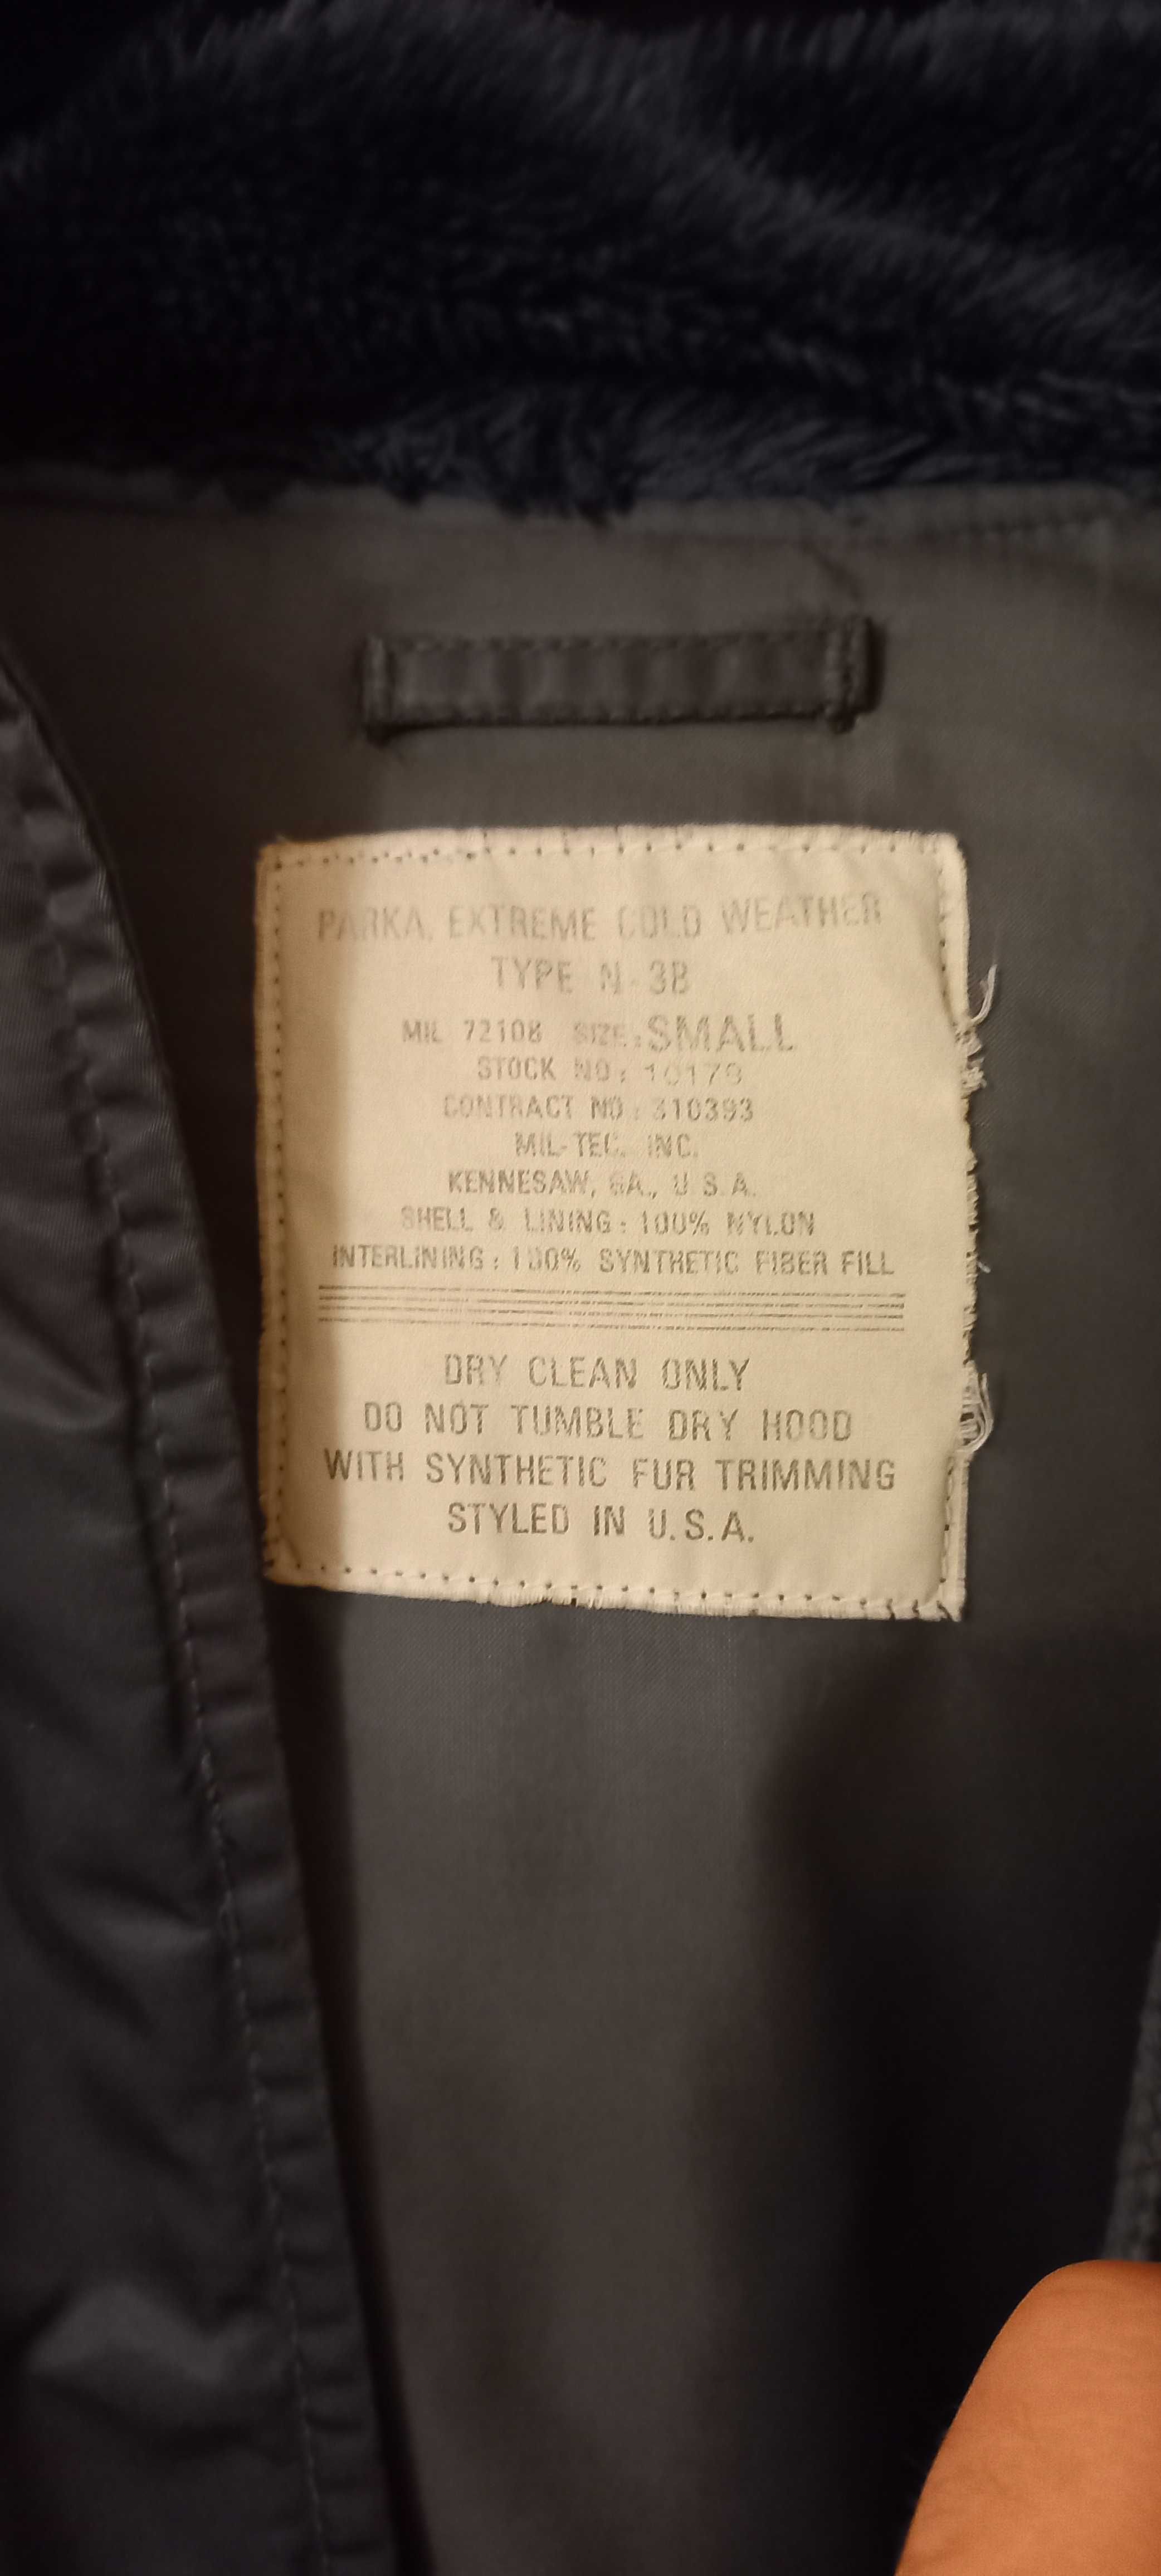 PARKA, EXTREME COLD WEATHER
TYPE N-3B
MIL 72108 SIZE: SMALL
STOCK NO: 10178
CONTRACT NO: 310393
MIL-TEC. INC.
KENNESAW, GA., U.S.A.
SHELL & LINING: 100% NYLON
INTERLINING: 100% SYNTHETIC FIBER FILL
DRY CLEAN ONLY
DO NOT TUMBLE DRY HOOD
WITH SYNTHETIC FUR TRIMMING
STYLED IN U.S.A.